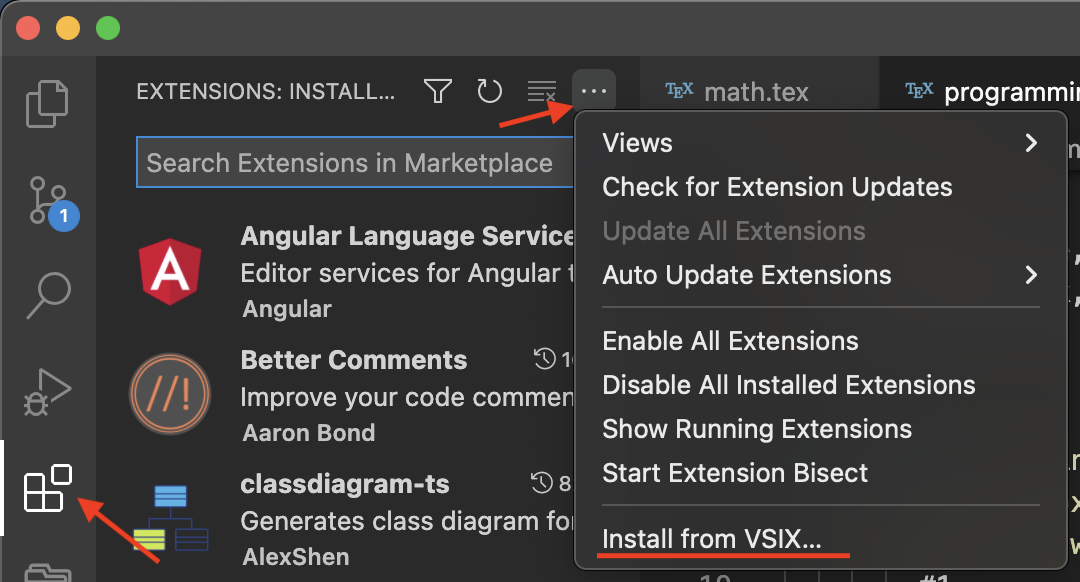 EXTENSIONS: INSTALL...
TEX math.tex
TEX programmin
Search Extensions in Marketplace
Angular Language Service
Editor services for Angular
Angular
Better Comments
Improve your code commen
Aaron Bond
classdiagram-ts
8
Generates class diagram for
AlexShen
1
Views
Check for Extension Updates
Update All Extensions
Auto Update Extensions
Enable All Extensions
Disable All Installed Extensions
Show Running Extensions
Start Extension Bisect
Install from VSIX...